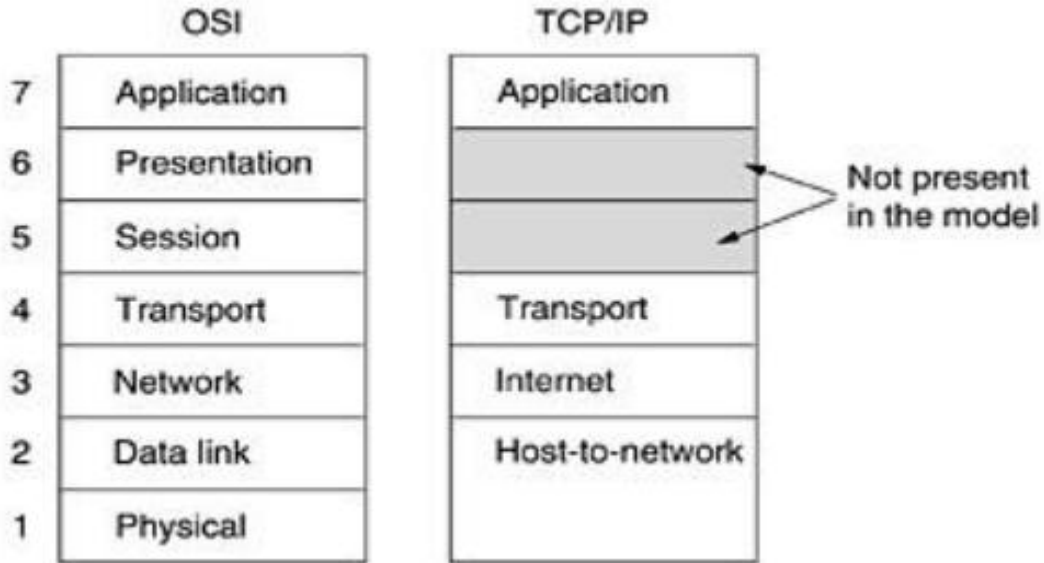 OSI TCP/IP
7 Application Application
6 Presentation
5 Session
Not present
in the model
4 Transport Transport
3 Network Internet
2 Data link Host-to-network
1 Physical